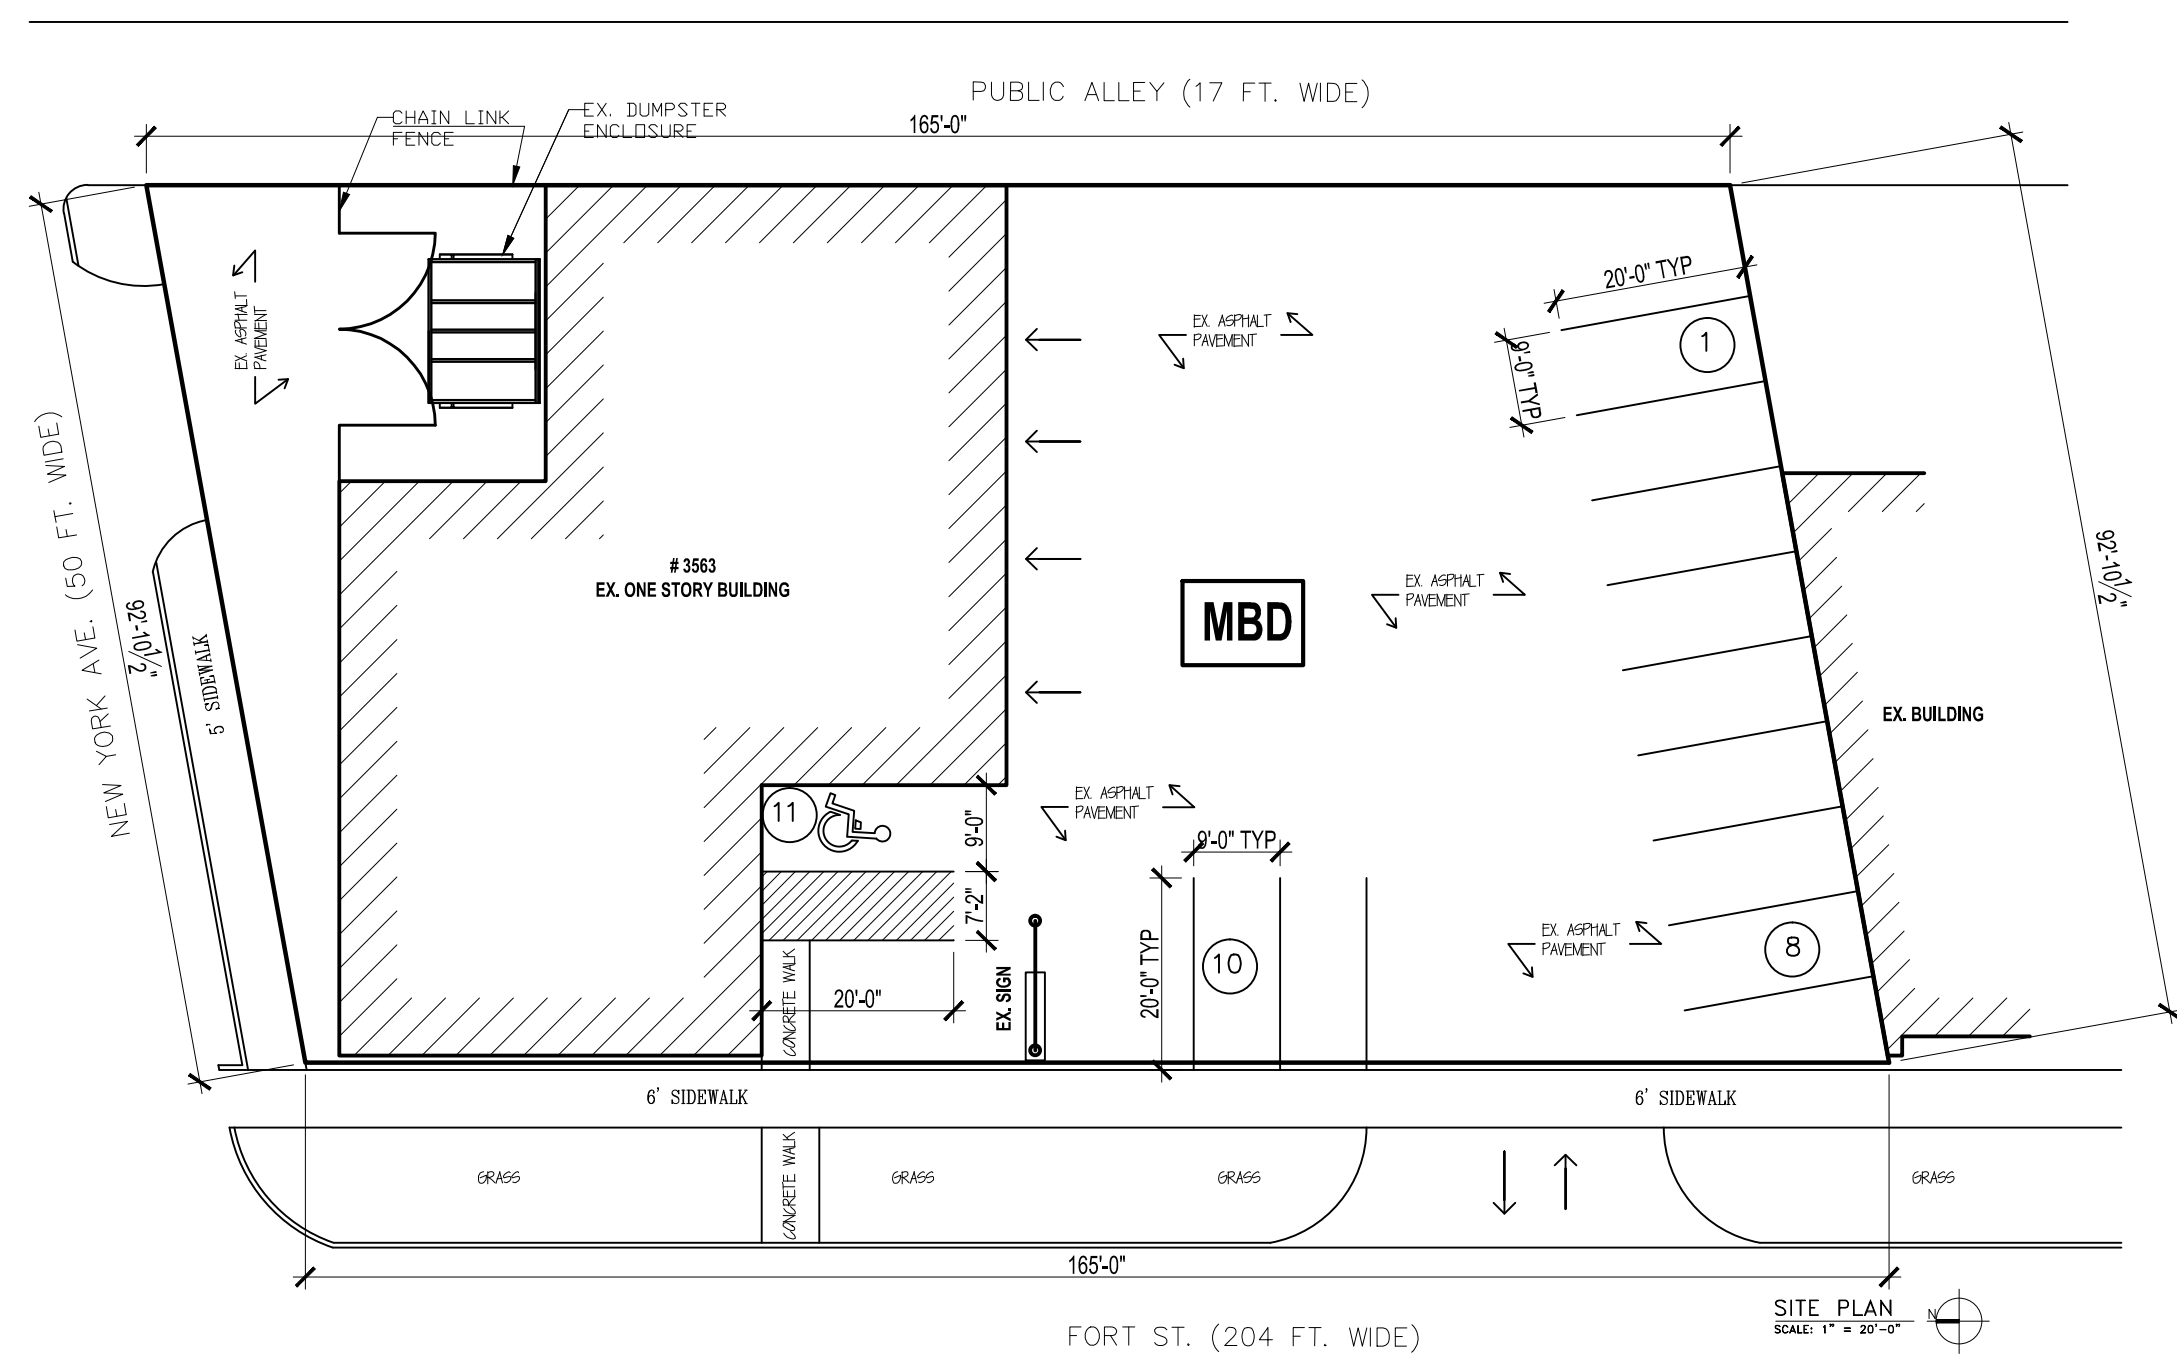 PUBLIC ALLEY (17 FT. WIDE)
165'-0"
CHAIN LINK
FENCE
EX. DUMPSTER
ENCLOSURE
EX. ASPHALT
PAVEMENT
EX. ASPHALT
PAVEMENT
20'-0" TYP
9'-0" TYP
1
NEW YORK AVE. (50 FT. WIDE)
92'-10½"
5' SIDEWALK
# 3563
EX. ONE STORY BUILDING
MBD
EX. ASPHALT
PAVEMENT
92'-10½"
EX. BUILDING
11
9'-0"
7'-2"
EX. ASPHALT
PAVEMENT
9'-0" TYP
20'-0" TYP
10
EX. ASPHALT
PAVEMENT
8
CONCRETE WALK
20'-0"
EX. SIGN
6' SIDEWALK
6' SIDEWALK
GRASS
CONCRETE WALK
GRASS
GRASS
GRASS
165'-0"
SITE PLAN
SCALE: 1" = 20'-0"
N
FORT ST. (204 FT. WIDE)